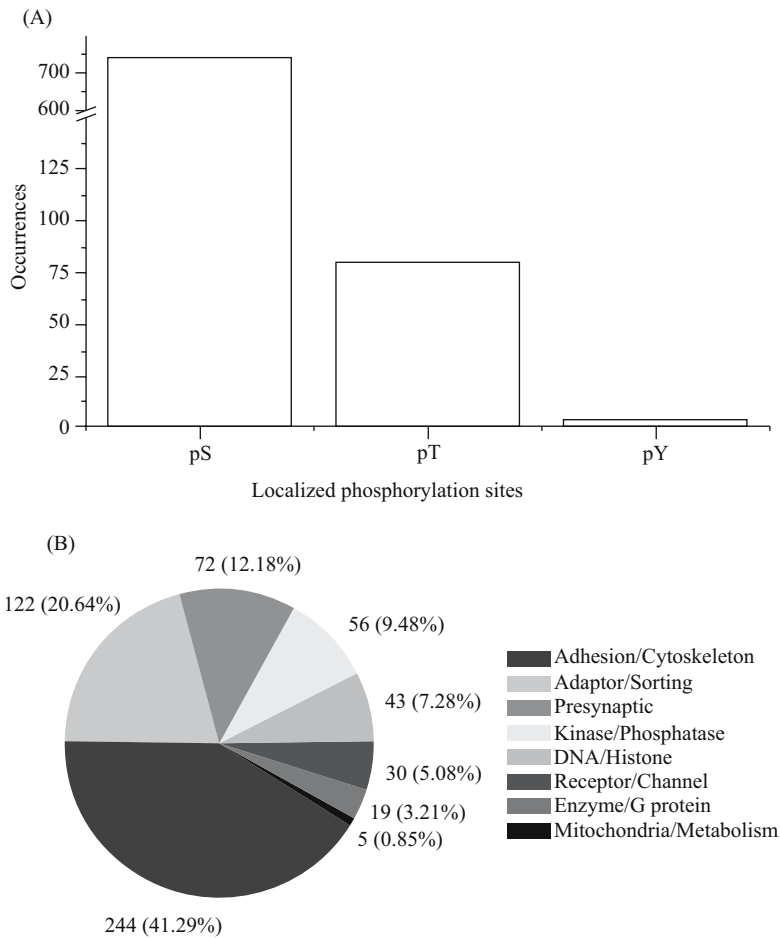 (A)
700
600
125
100
75
50
25
0
Occurrences
pS
pT
pY
Localized phosphorylation sites
(B)
72 (12.18%)
122 (20.64%)
56 (9.48%)
43 (7.28%)
30 (5.08%)
19 (3.21%)
5 (0.85%)
244 (41.29%)
Adhesion/Cytoskeleton
Adaptor/Sorting
Presynaptic
Kinase/Phosphatase
DNA/Histone
Receptor/Channel
Enzyme/G protein
Mitochondria/Metabolism